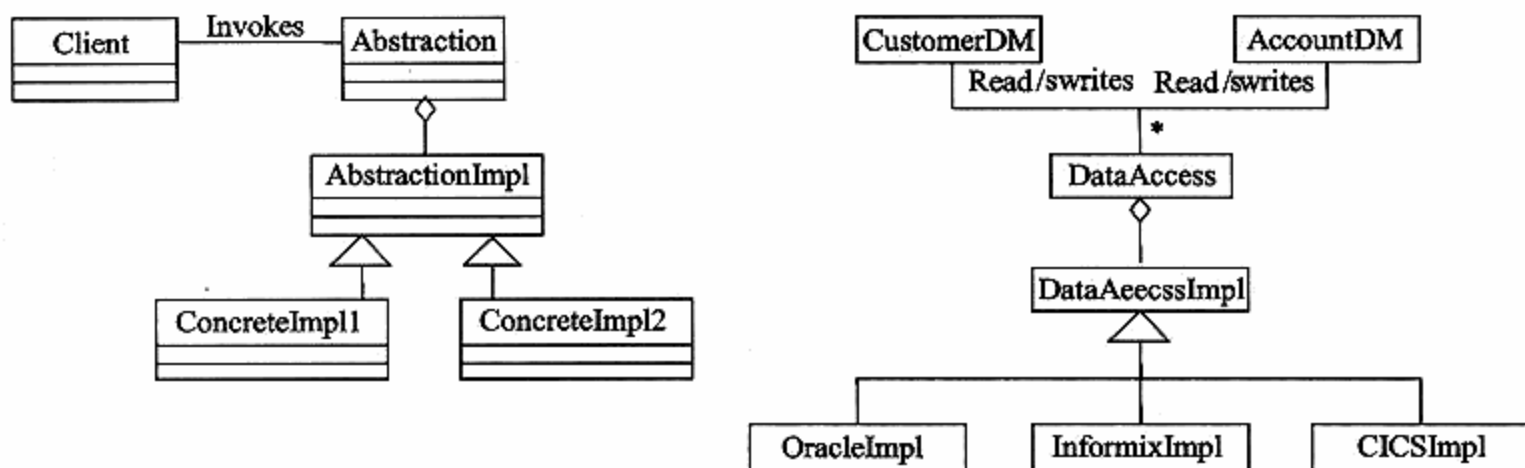 Client
Invokes
Abstraction
AbstractionImpl
ConcreteImpl1
ConcreteImpl2
CustomerDM
AccountDM
Read/swrites
Read/swrites
*
DataAccess
DataAeecssImpl
OracleImpl
InformixImpl
CICSImpl